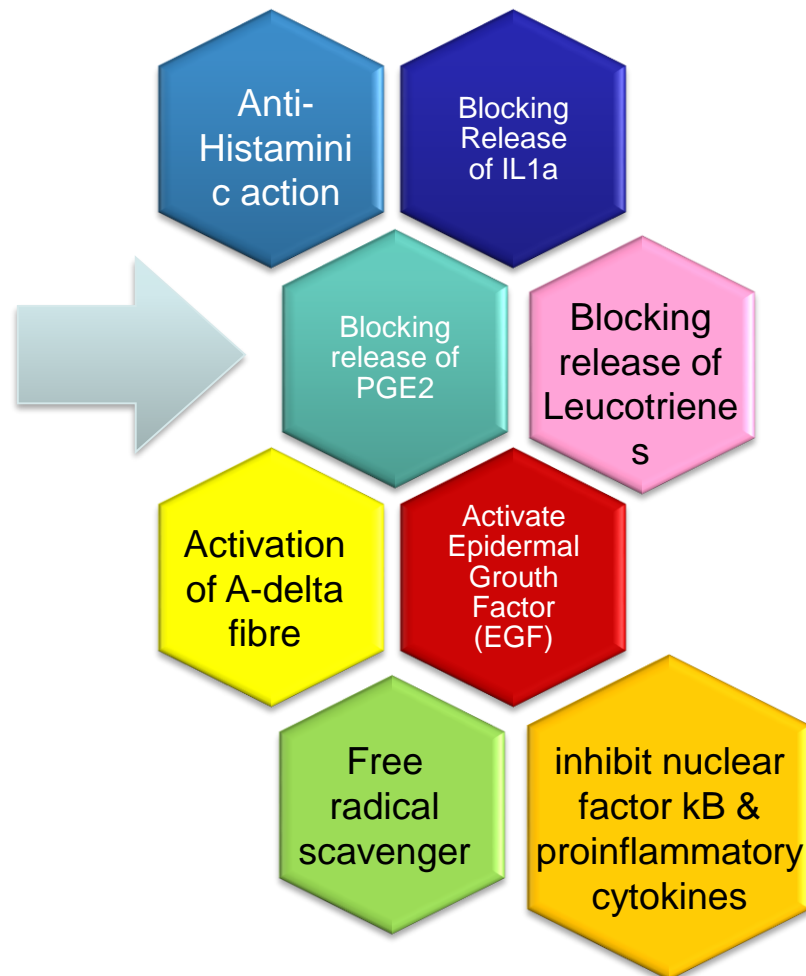 Anti-
Histamini
c action
Blocking
Release
of IL1a
Blocking
release of
PGE2
Blocking
release of
Leucotriene
s
Activation
of A-delta
fibre
Activate
Epidermal
Grouth
Factor
(EGF)
Free
radical
scavenger
inhibit nuclear
factor kB &
proinflammatory
cytokines